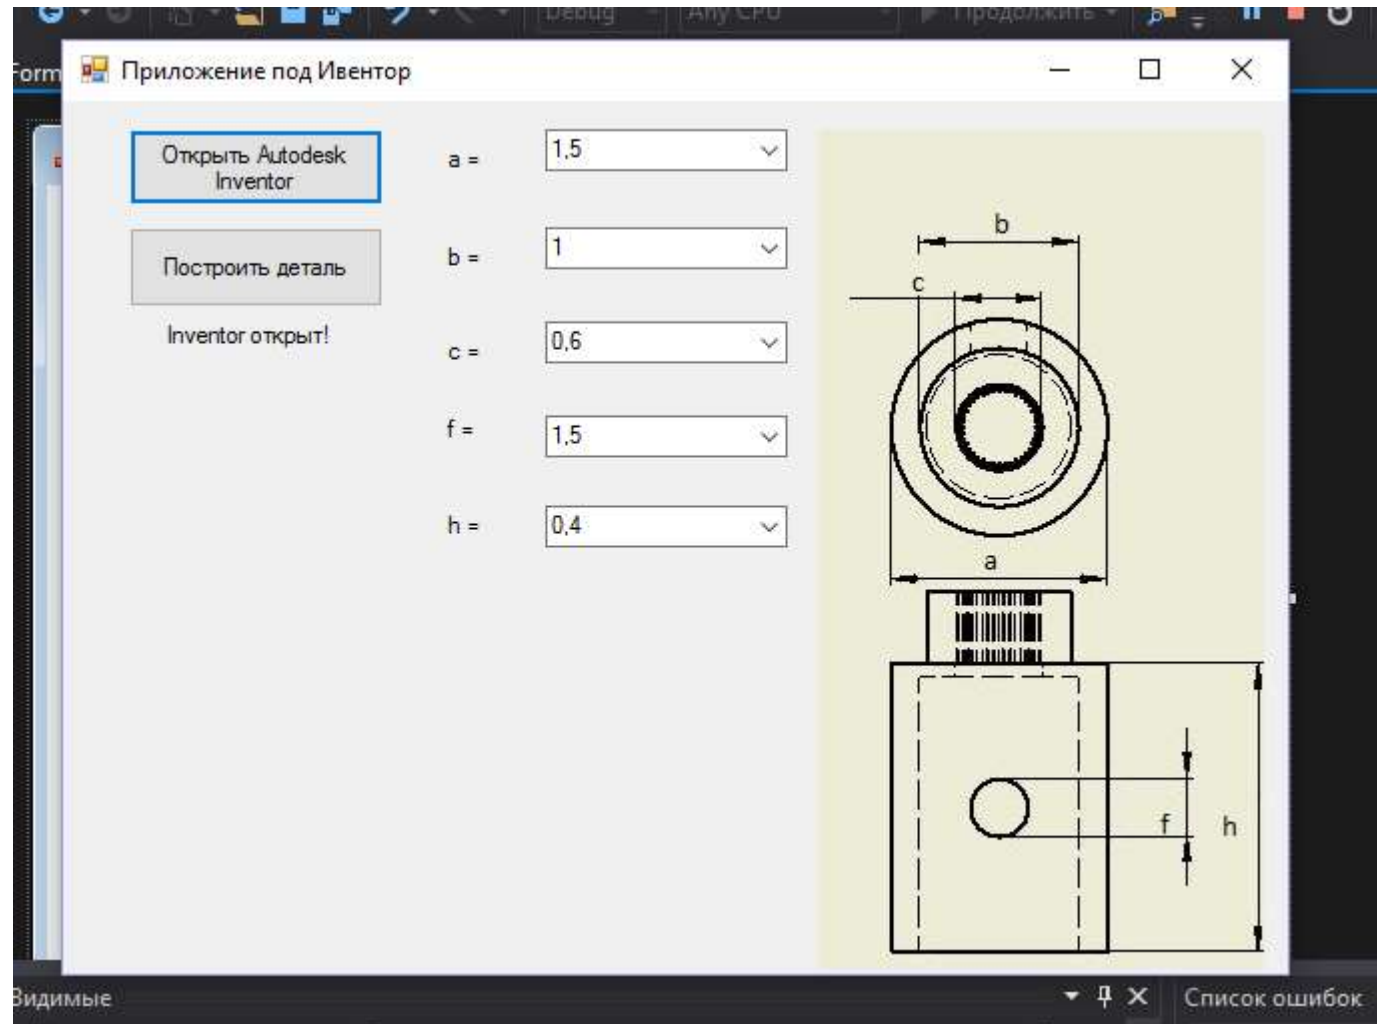 Debug
Any CPU
Продолжить
Form
Приложение под Ивентор
Открыть Autodesk
Inventor
Построить деталь
Inventor открыт!
a =
1,5
b =
1
c =
0,6
f =
1,5
h =
0,4
b
c
a
f
h
Видимые
Список ошибок